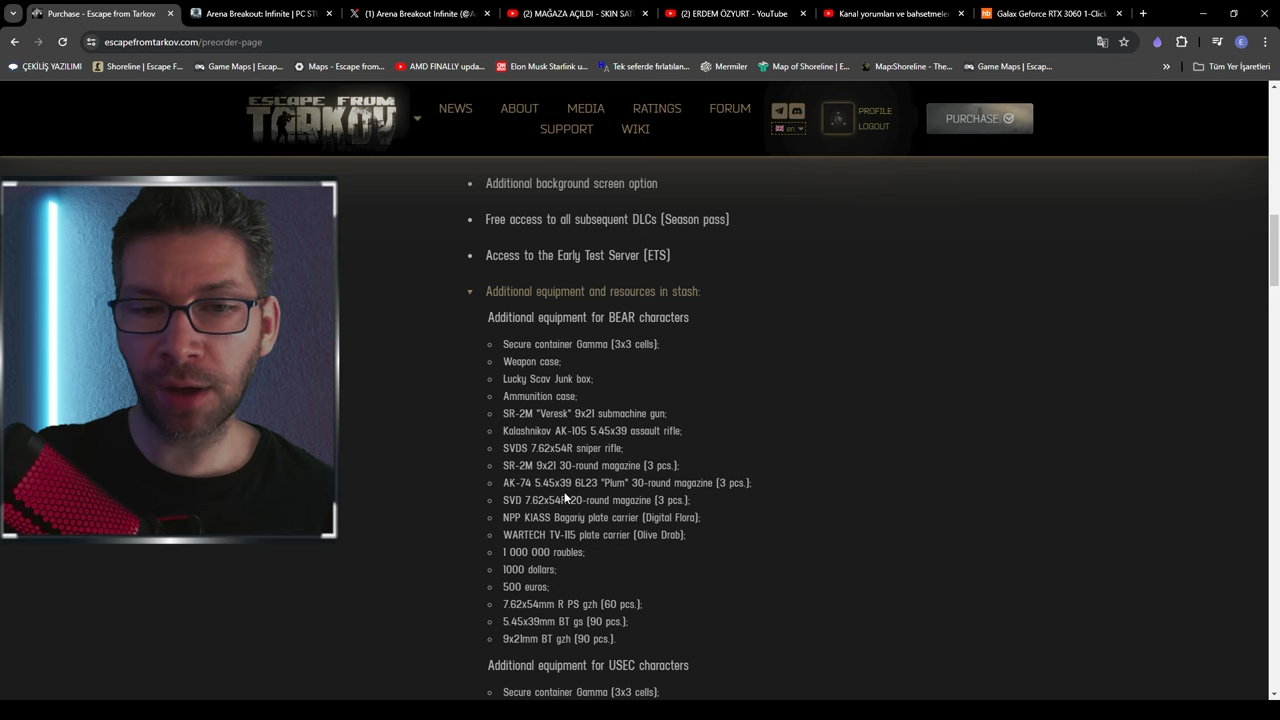 Purchase - Escape from Tarkov
Arena Breakout: Infinite | PC STi
(1) Arena Breakout Infinite (@A
(2) MAĞAZA AÇILDI - SKIN SATI
(2) ERDEM ÖZYURT - YouTube
Kanal yorumları ve bahsetmele
Galax Geforce RTX 3060 1-Click
escapefromtarkov.com/preorder-page
ÇEKİLİŞ YAZILIMI
Shoreline | Escape F...
Game Maps | Escap...
Maps - Escape from...
AMD FINALLY upda...
Elon Musk Starlink u...
Tek seferde fırlatılan...
Mermiler
Map of Shoreline | E...
Map:Shoreline - The...
Game Maps | Escap...
Tüm Yer İşaretleri
ESCAPE FROM
TARKOV
NEWS
ABOUT
MEDIA
RATINGS
FORUM
SUPPORT
WIKI
en
PROFILE
LOGOUT
PURCHASE
Additional background screen option
Free access to all subsequent DLCs (Season pass)
Access to the Early Test Server (ETS)
Additional equipment and resources in stash:
Additional equipment for BEAR characters
Secure container Gamma (3x3 cells);
Weapon case;
Lucky Scav Junk box;
Ammunition case;
SR-2M "Veresk" 9x21 submachine gun;
Kalashnikov AK-105 5.45x39 assault rifle;
SVDS 7.62x54R sniper rifle;
SR-2M 9x21 30-round magazine (3 pcs.);
AK-74 5.45x39 6L23 "Plum" 30-round magazine (3 pcs.);
SVD 7.62x54R 20-round magazine (3 pcs.);
NPP KlASS Bagariy plate carrier (Digital Flora);
WARTECH TV-115 plate carrier (Olive Drab);
1 000 000 roubles;
1000 dollars;
500 euros;
7.62x54mm R PS gzh (60 pcs.);
5.45x39mm BT gs (90 pcs.);
9x21mm BT gzh (90 pcs.).
Additional equipment for USEC characters
Secure container Gamma (3x3 cells);